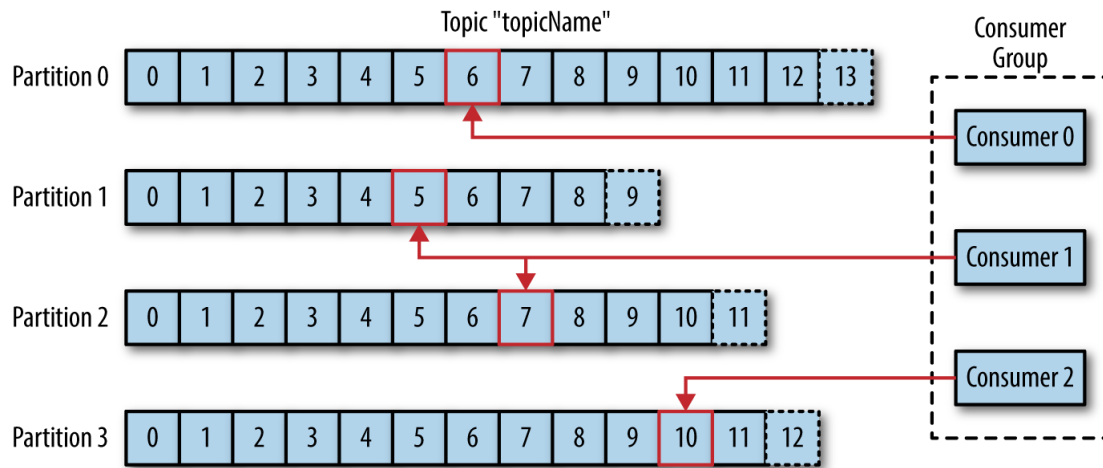 Topic "topicName"
Consumer
Group
Partition 0 0 1 2 3 4 5 6 7 8 9 10 11 12 13
Consumer 0
Partition 1 0 1 2 3 4 5 6 7 8 9
Consumer 1
Partition 2 0 1 2 3 4 5 6 7 8 9 10 11
Consumer 2
Partition 3 0 1 2 3 4 5 6 7 8 9 10 11 12